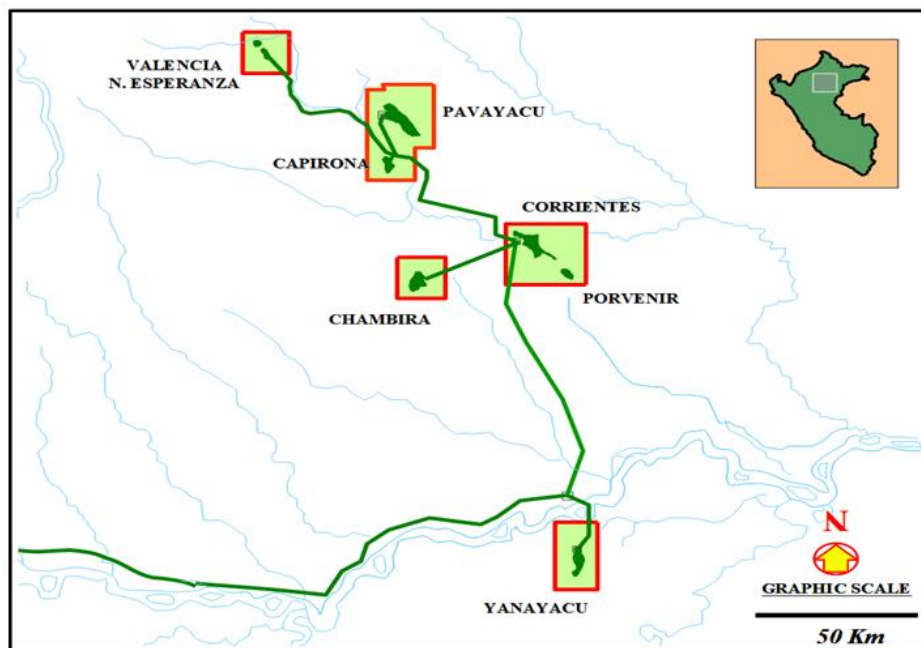 VALENCIA
N. ESPERANZA
PAVAYACU
CAPIRONA
CORRIENTES
CHAMBIRA
PORVENIR
YANAYACU
N
GRAPHIC SCALE
50 Km